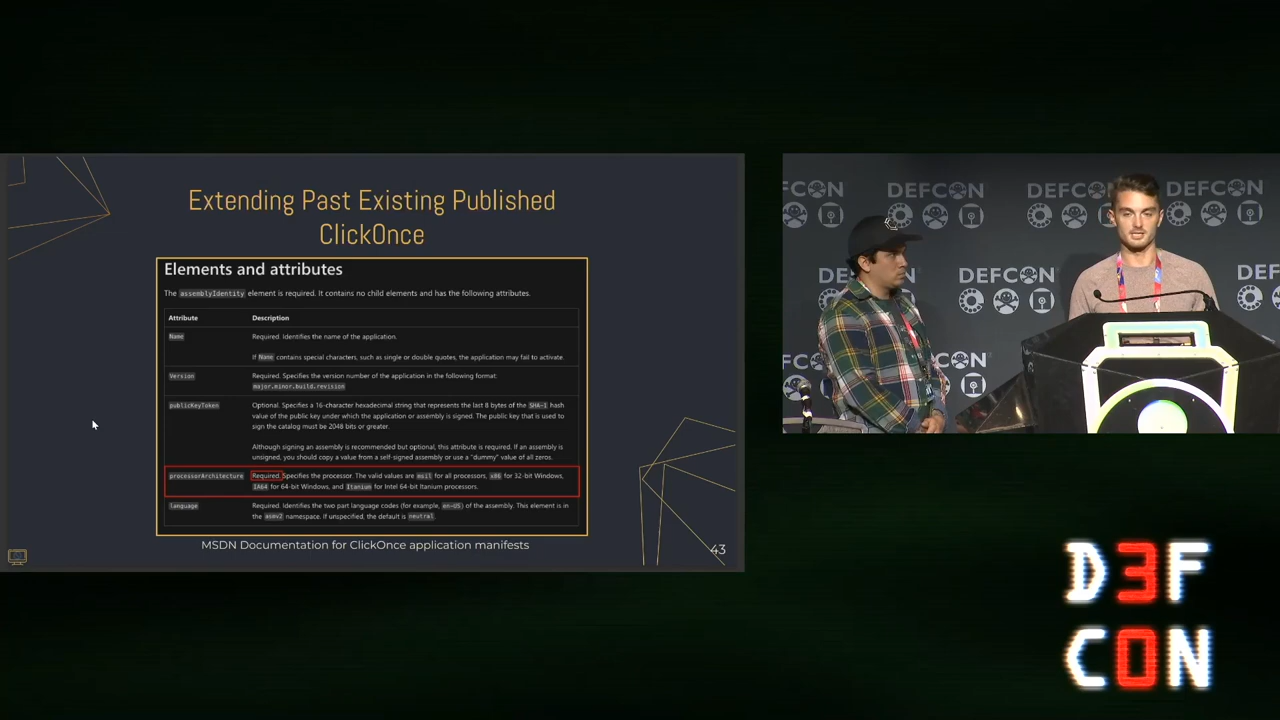 Extending Past Existing Published
ClickOnce
Elements and attributes
The assemblyIdentity element is required. It contains no child elements and has the following attributes.
Attribute Description
Name Required. Identifies the name of the application.
If Name contains special characters, such as single or double quotes, the application may fail to activate.
Version Required. Specifies the version number of the application in the following format:
major.minor.build.revision
publicKeyToken Optional. Specifies a 16-character hexadecimal string that represents the last 8 bytes of the SHA-1 hash
value of the public key under which the application or assembly is signed. The public key that is used to
sign the catalog must be 2048 bits or greater.
Although signing an assembly is recommended but optional, this attribute is required. If an assembly is
unsigned, you should copy a value from a self-signed assembly or use a "dummy" value of all zeros.
processorArchitecture Required. Specifies the processor. The valid values are msil for all processors, x86 for 32-bit Windows,
IA64 for 64-bit Windows, and Itanium for Intel 64-bit Itanium processors.
language Required. Identifies the two part language codes (for example, en-US) of the assembly. This element is in
the asmv2 namespace. If unspecified, the default is neutral.
MSDN Documentation for ClickOnce application manifests
43
DEFCON DEFCON DEFCON
DEFCON DEF
DEFCON
D3F
C0N